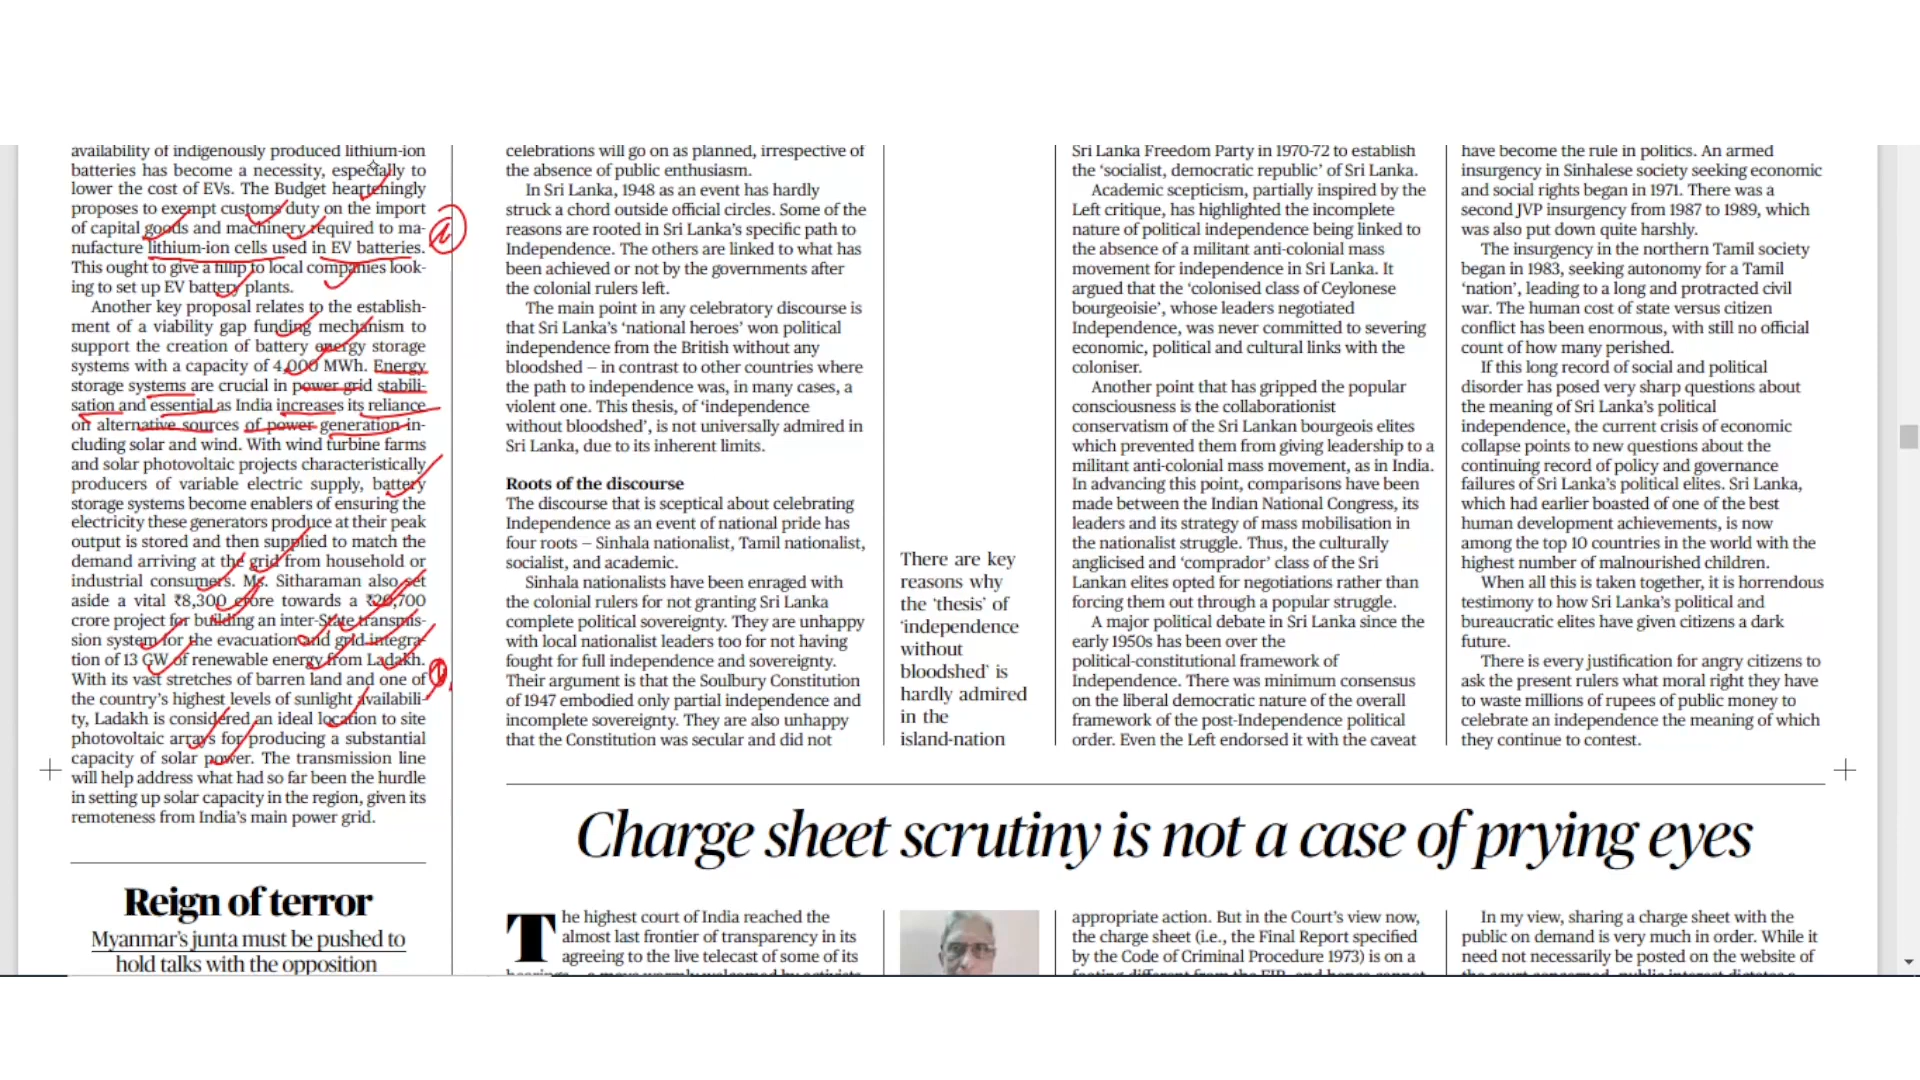 availability of indigenously produced lithium-ion
batteries has become a necessity, especially to
lower the cost of EVs. The Budget hearteningly
proposes to exempt customs duty on the import
of capital goods and machinery required to ma-
nufacture lithium-ion cells used in EV batteries.
This ought to give a fillip to local companies look-
ing to set up EV battery plants.
Another key proposal relates to the establish-
ment of a viability gap funding mechanism to
support the creation of battery energy storage
systems with a capacity of 4,000 MWh. Energy
storage systems are crucial in power grid stabili-
sation and essential as India increases its reliance
on alternative sources of power generation in-
cluding solar and wind. With wind turbine farms
and solar photovoltaic projects characteristically
producers of variable electric supply, battery
storage systems become enablers of ensuring the
electricity these generators produce at their peak
output is stored and then supplied to match the
demand arriving at the grid from household or
industrial consumers. Ms. Sitharaman also set
aside a vital ₹8,300 crore towards a ₹20,700
crore project for building an inter-State transmis-
sion system for the evacuation and grid integra-
tion of 13 GW of renewable energy from Ladakh.
With its vast stretches of barren land and one of
the country's highest levels of sunlight availabili-
ty, Ladakh is considered an ideal location to site
photovoltaic arrays for producing a substantial
capacity of solar power. The transmission line
will help address what had so far been the hurdle
in setting up solar capacity in the region, given its
remoteness from India's main power grid.
Reign of terror
Myanmar's junta must be pushed to
hold talks with the opposition
celebrations will go on as planned, irrespective of
the absence of public enthusiasm.
In Sri Lanka, 1948 as an event has hardly
struck a chord outside official circles. Some of the
reasons are rooted in Sri Lanka's specific path to
Independence. The others are linked to what has
been achieved or not by the governments after
the colonial rulers left.
The main point in any celebratory discourse is
that Sri Lanka's 'national heroes' won political
independence from the British without any
bloodshed – in contrast to other countries where
the path to independence was, in many cases, a
violent one. This thesis, of 'independence
without bloodshed', is not universally admired in
Sri Lanka, due to its inherent limits.
Roots of the discourse
The discourse that is sceptical about celebrating
Independence as an event of national pride has
four roots – Sinhala nationalist, Tamil nationalist,
socialist, and academic.
Sinhala nationalists have been enraged with
the colonial rulers for not granting Sri Lanka
complete political sovereignty. They are unhappy
with local nationalist leaders too for not having
fought for full independence and sovereignty.
Their argument is that the Soulbury Constitution
of 1947 embodied only partial independence and
incomplete sovereignty. They are also unhappy
that the Constitution was secular and did not
There are key
reasons why
the 'thesis' of
'independence
without
bloodshed' is
hardly admired
in the
island-nation
Sri Lanka Freedom Party in 1970-72 to establish
the 'socialist, democratic republic' of Sri Lanka.
Academic scepticism, partially inspired by the
Left critique, has highlighted the incomplete
nature of political independence being linked to
the absence of a militant anti-colonial mass
movement for independence in Sri Lanka. It
argued that the 'colonised class of Ceylonese
bourgeoisie', whose leaders negotiated
Independence, was never committed to severing
economic, political and cultural links with the
coloniser.
Another point that has gripped the popular
consciousness is the collaborationist
conservatism of the Sri Lankan bourgeois elites
which prevented them from giving leadership to a
militant anti-colonial mass movement, as in India.
In advancing this point, comparisons have been
made between the Indian National Congress, its
leaders and its strategy of mass mobilisation in
the nationalist struggle. Thus, the culturally
anglicised and 'comprador' class of the Sri
Lankan elites opted for negotiations rather than
forcing them out through a popular struggle.
A major political debate in Sri Lanka since the
early 1950s has been over the
political-constitutional framework of
Independence. There was minimum consensus
on the liberal democratic nature of the overall
framework of the post-Independence political
order. Even the Left endorsed it with the caveat
have become the rule in politics. An armed
insurgency in Sinhalese society seeking economic
and social rights began in 1971. There was a
second JVP insurgency from 1987 to 1989, which
was also put down quite harshly.
The insurgency in the northern Tamil society
began in 1983, seeking autonomy for a Tamil
'nation', leading to a long and protracted civil
war. The human cost of state versus citizen
conflict has been enormous, with still no official
count of how many perished.
If this long record of social and political
disorder has posed very sharp questions about
the meaning of Sri Lanka's political
independence, the current crisis of economic
collapse points to new questions about the
continuing record of policy and governance
failures of Sri Lanka's political elites. Sri Lanka,
which had earlier boasted of one of the best
human development achievements, is now
among the top 10 countries in the world with the
highest number of malnourished children.
When all this is taken together, it is horrendous
testimony to how Sri Lanka's political and
bureaucratic elites have given citizens a dark
future.
There is every justification for angry citizens to
ask the present rulers what moral right they have
to waste millions of rupees of public money to
celebrate an independence the meaning of which
they continue to contest.
Charge sheet scrutiny is not a case of prying eyes
The highest court of India reached the
almost last frontier of transparency in its
agreeing to the live telecast of some of its
appropriate action. But in the Court's view now,
the charge sheet (i.e., the Final Report specified
by the Code of Criminal Procedure 1973) is on a
In my view, sharing a charge sheet with the
public on demand is very much in order. While it
need not necessarily be posted on the website of